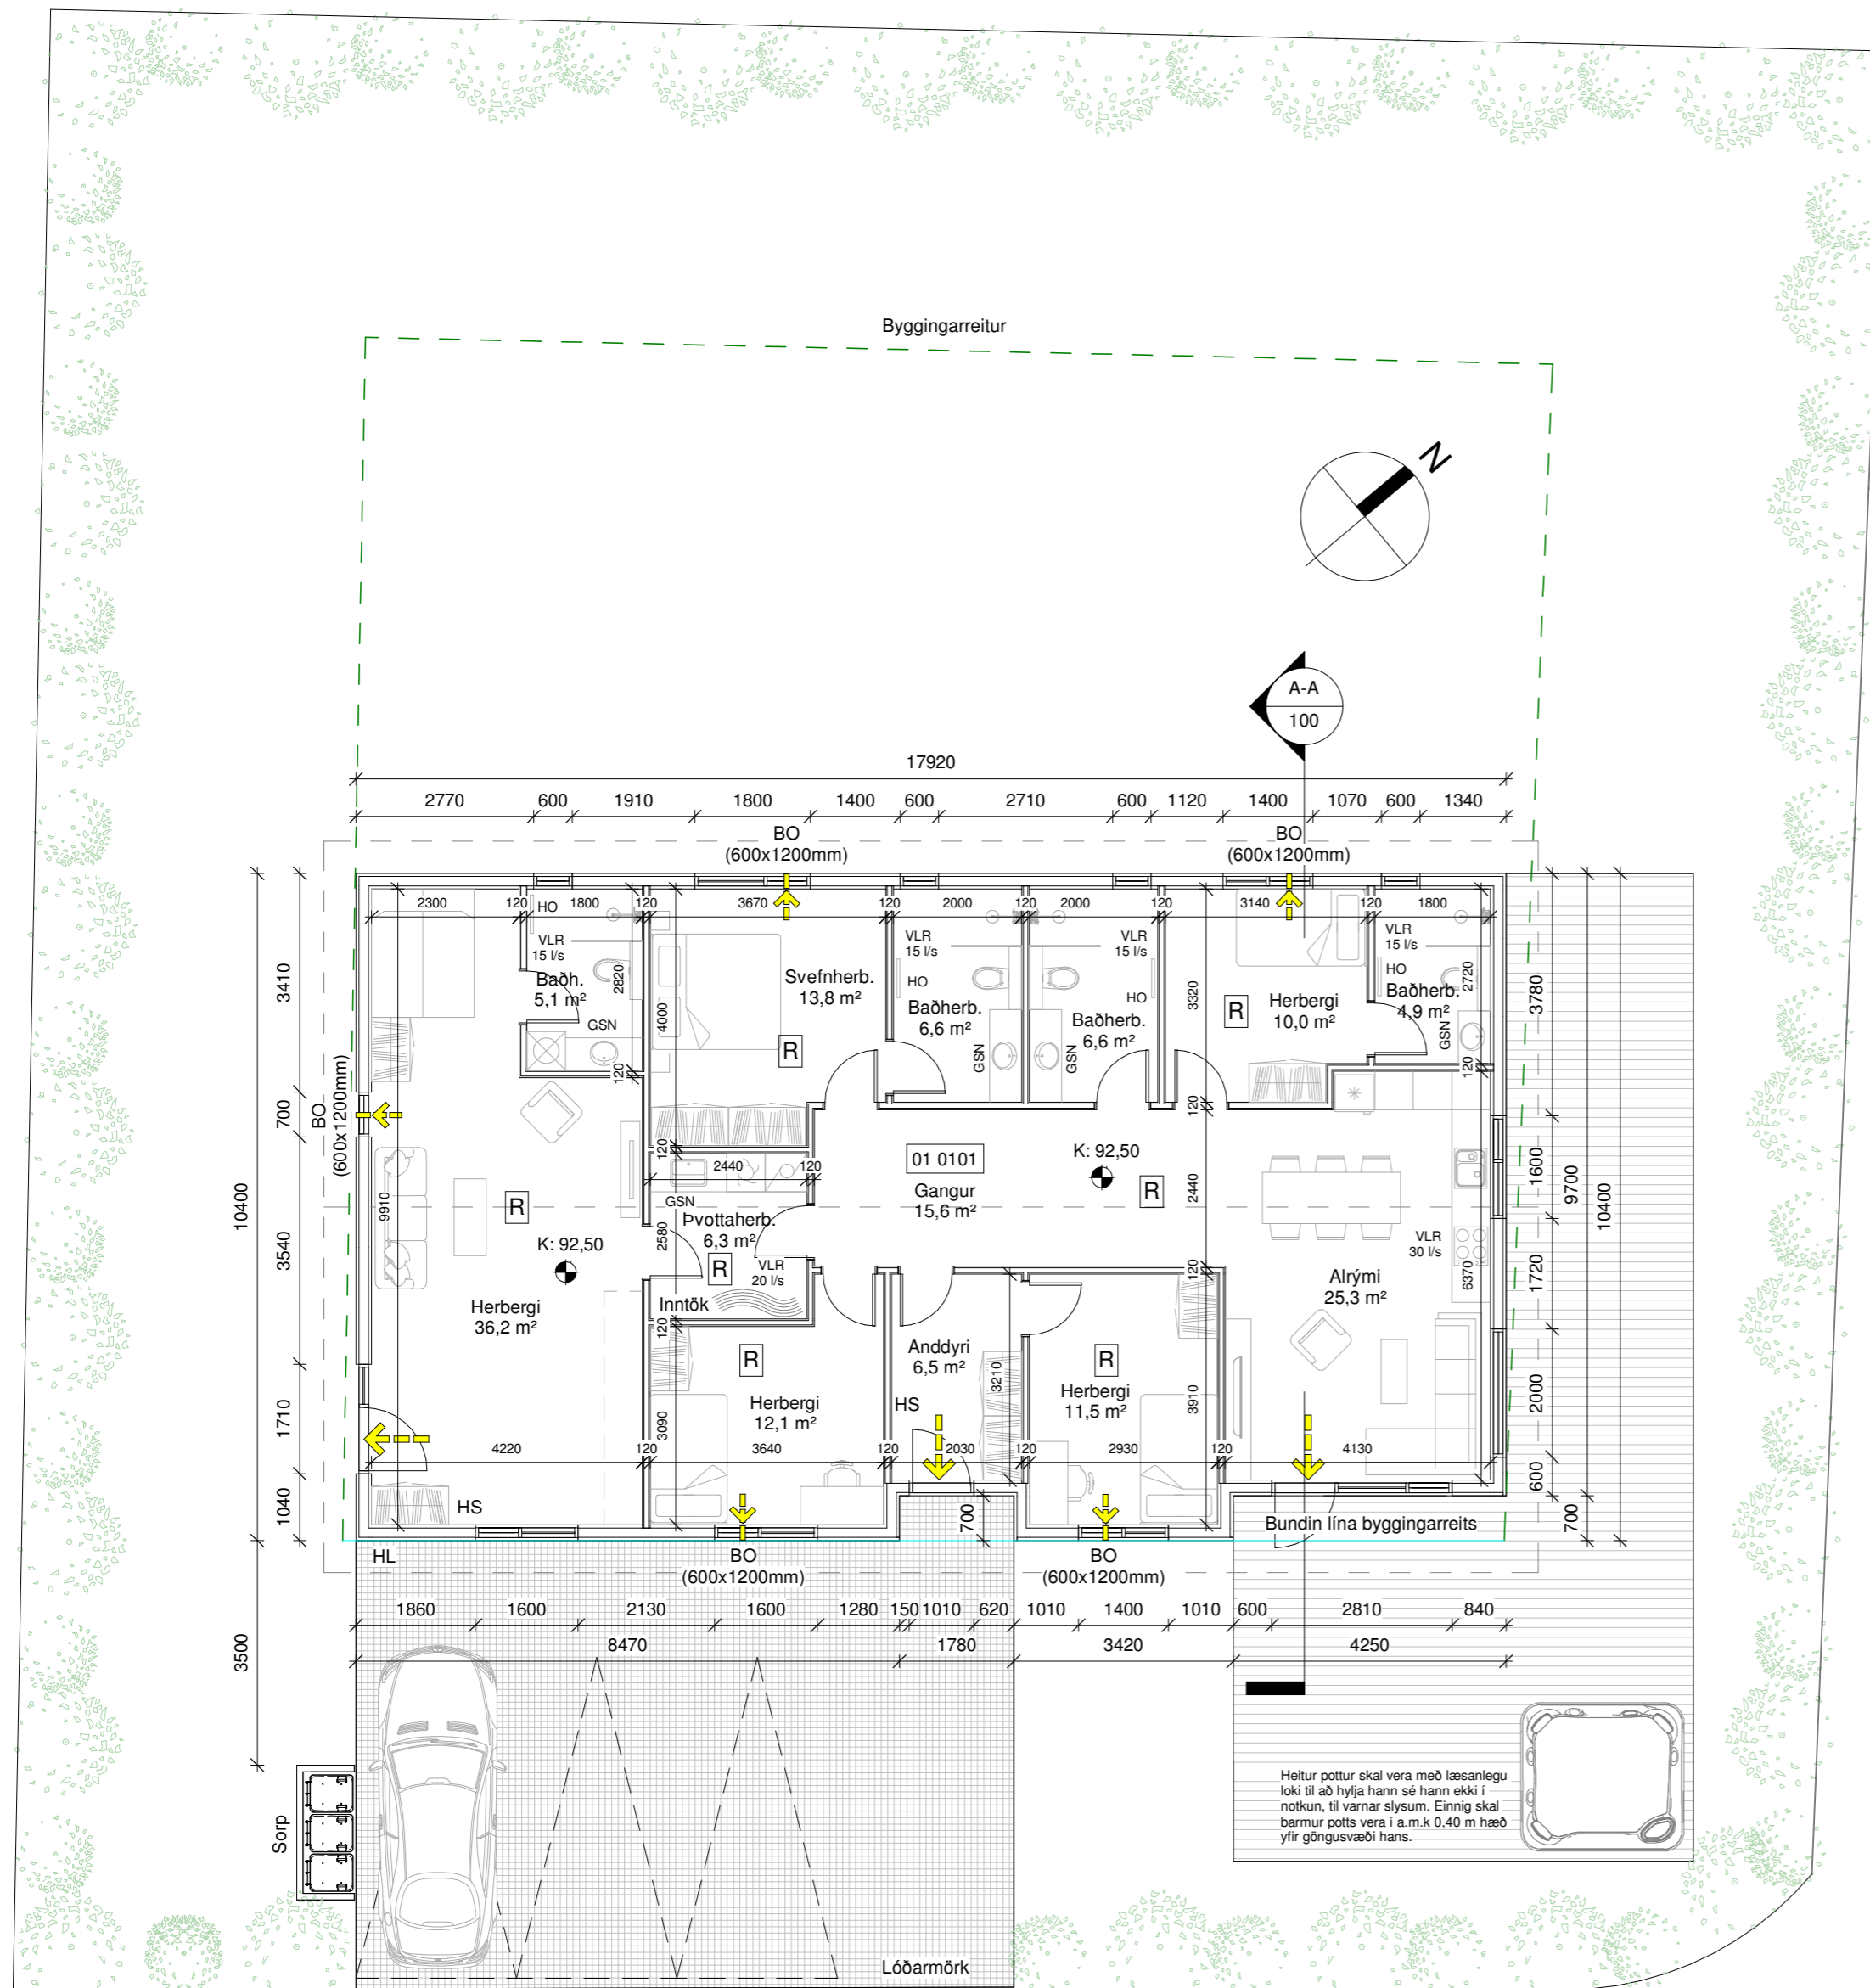 Byggingarreitur
N
A-A
100
17920
2770 600 1910 1800 1400 600 2710 600 1120 1400 1070 600 1340
BO
(600x1200mm)
BO
(600x1200mm)
2300 120 1800 120 3670 120 2000 120 2000 120 3140 120 1800
HO
VLR
15 l/s
Baðh.
5,1 m²
2820
GSN
120
4000
Svefnherb.
13,8 m²
R
VLR
15 l/s
HO
Baðherb.
6,6 m²
GSN
VLR
15 l/s
HO
Baðherb.
6,6 m²
GSN
3320
R
Herbergi
10,0 m²
VLR
15 l/s
HO
2720
Baðherb.
4,9 m²
GSN
120
3410
700
3540
1710
1040
10400
3500
BO
(600x1200mm)
9910
R
K: 92,50
Herbergi
36,2 m²
120
2440 120
GSN
Þvottaherb.
6,3 m²
2580
R
VLR
20 l/s
Inntök
120
01 0101
Gangur
15,6 m²
K: 92,50
R
120
2440
120
VLR
30 l/s
6370
Alrými
25,3 m²
3780
1600
1720
2000
600
9700
700
10400
R
Herbergi
12,1 m²
3090
Anddyri
6,5 m²
3210
HS
R
Herbergi
11,5 m²
3910
4220 120 3640 120 2030 120 2930 120 4130
HS
700
Bundin lína byggingarreits
HL
BO
(600x1200mm)
BO
(600x1200mm)
1860 1600 2130 1600 1280 150 1010 620 1010 1400 1010 600 2810 840
8470 1780 3420 4250
Sorp
Heitur pottur skal vera með læsanlegu
loki til að hylja hann sé hann ekki í
notkun, til varnar slysum. Einnig skal
barmur potts vera í a.m.k 0,40 m hæð
yfir göngusvæði hans.
Lóðarmörk